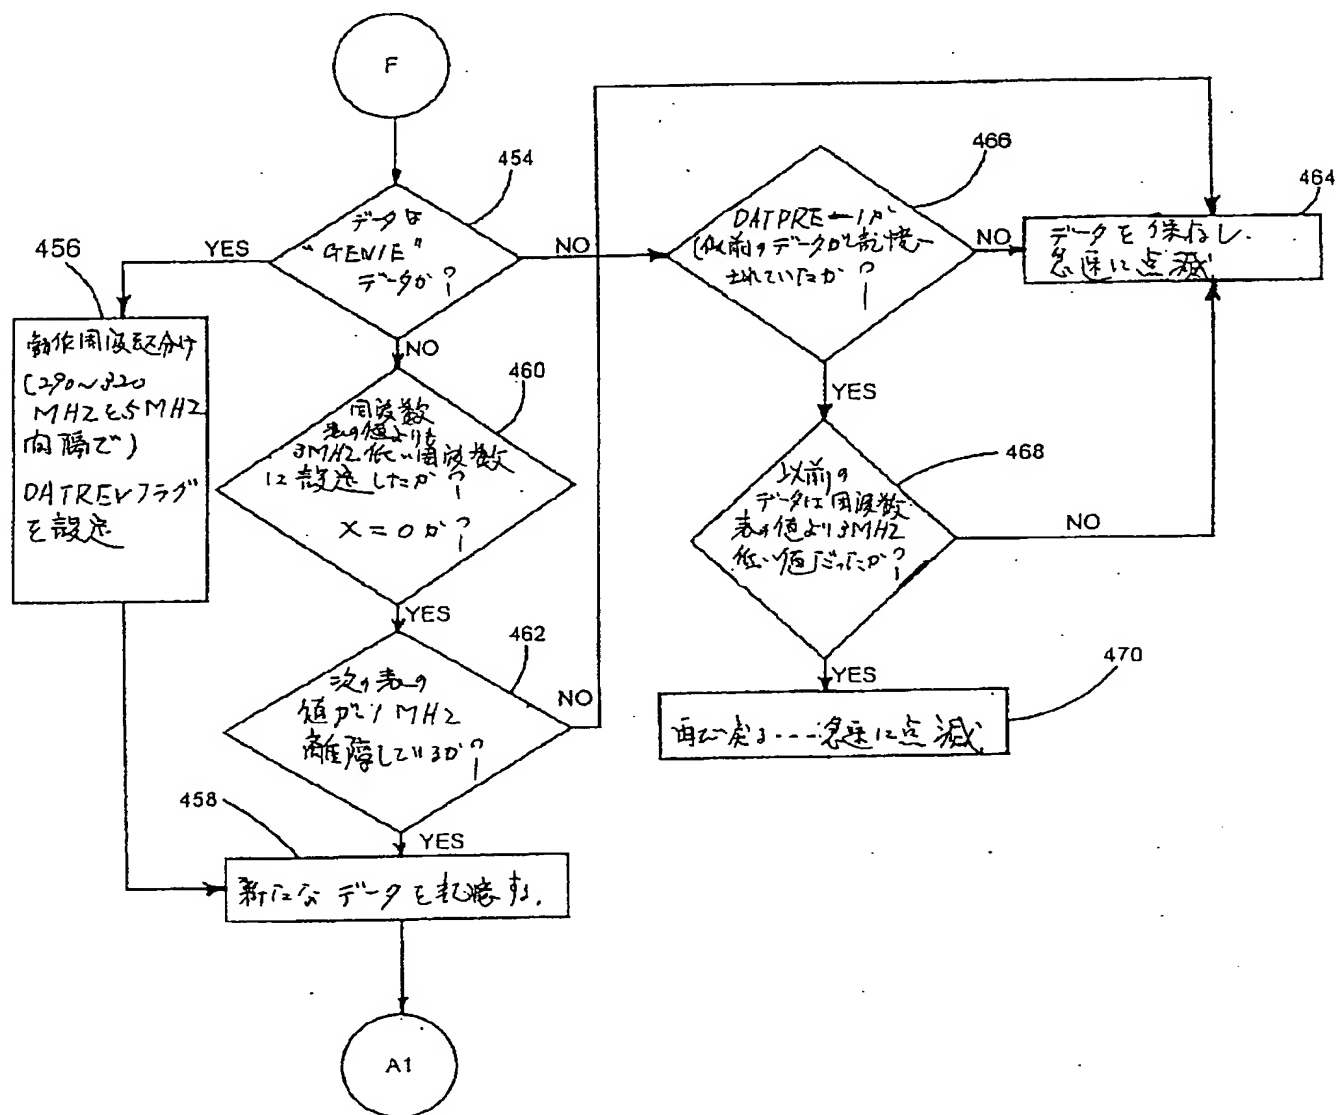 F
454
データは
"GENIE"
データか?
YES
NO
NO
456
動作周波を区分け
(290~320
MHZを5MHZ
間隔で)
DATREVフラグ
を設定
460
周波数
表の値よりも
3MHZ低い周波数
に設定したか?
X=0か?
YES
462
次の表の
値が1MHZ
離隔しているか?
NO
YES
458
新たなデータを記憶する.
A1
466
DATPRE←1か
(以前のデータが記憶
されていたか?
NO
YES
464
データを保存し.
急速に点滅
468
以前の
データは周波数
表の値より3MHZ
低い値だったか?
NO
YES
470
戻る---急速に点滅